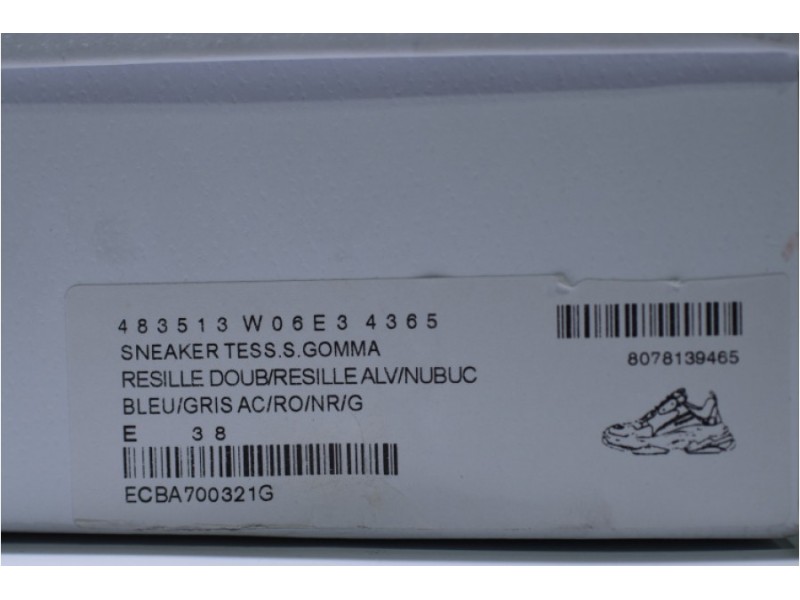 483513 W06E3 4365
SNEAKER TESS.S.GOMMA
RESILLE DOUB/RESILLE ALV/NUBUC
BLEU/GRIS AC/RO/NR/G
E 38
ECBA700321G
8078139465